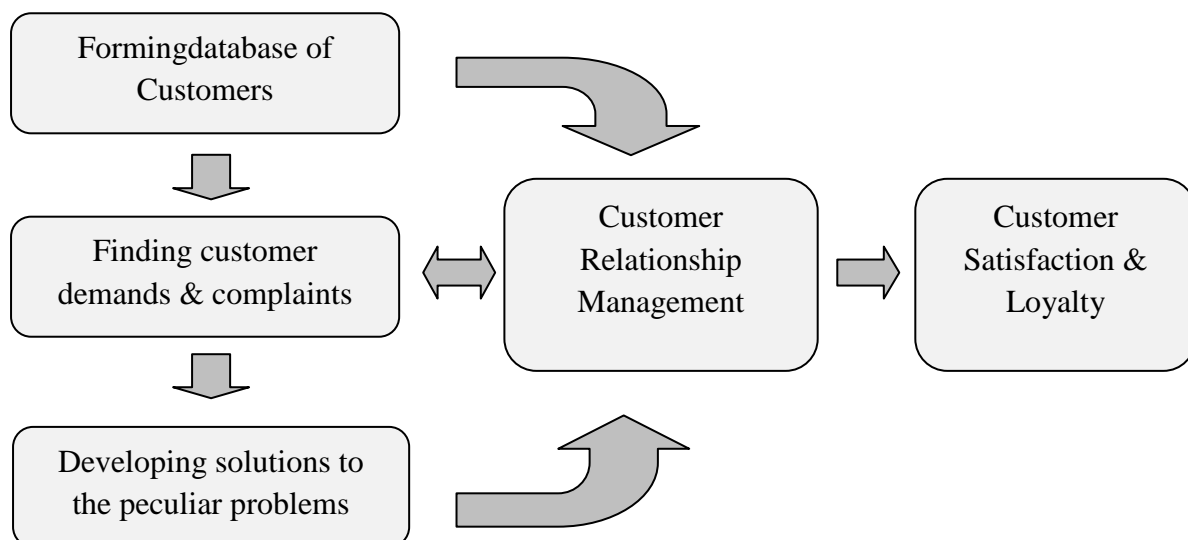 Formingdatabase of
Customers
Finding customer
demands & complaints
Developing solutions to
the peculiar problems
Customer
Relationship
Management
Customer
Satisfaction &
Loyalty